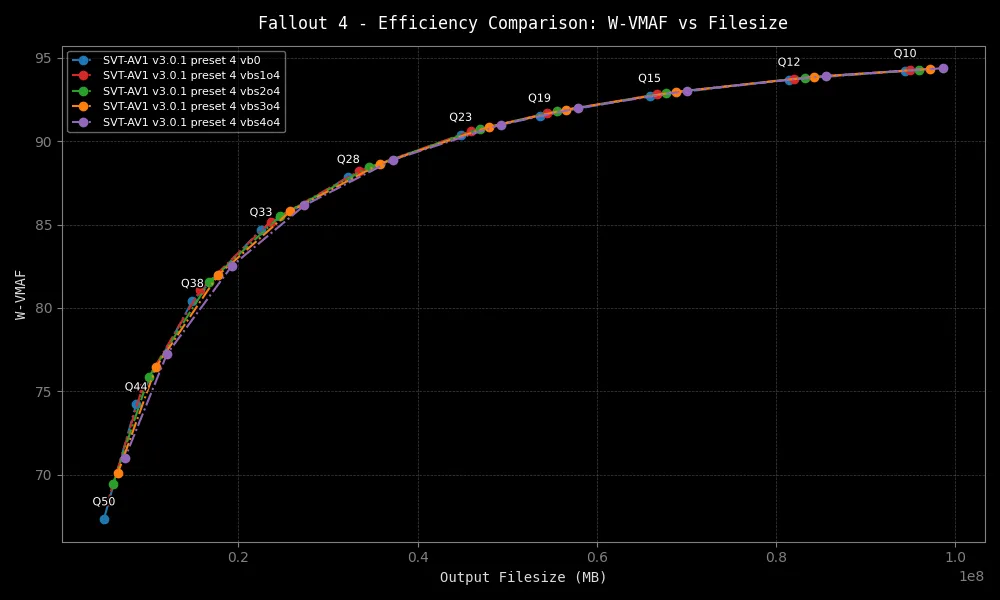 Fallout 4 - Efficiency Comparison: W-VMAF vs Filesize
SVT-AV1 v3.0.1 preset 4 vb0
SVT-AV1 v3.0.1 preset 4 vbs1o4
SVT-AV1 v3.0.1 preset 4 vbs2o4
SVT-AV1 v3.0.1 preset 4 vbs3o4
SVT-AV1 v3.0.1 preset 4 vbs4o4
W-VMAF
95
90
85
80
75
70
Q10
Q12
Q15
Q19
Q23
Q28
Q33
Q38
Q44
Q50
0.2
0.4
0.6
0.8
1.0
1e8
Output Filesize (MB)